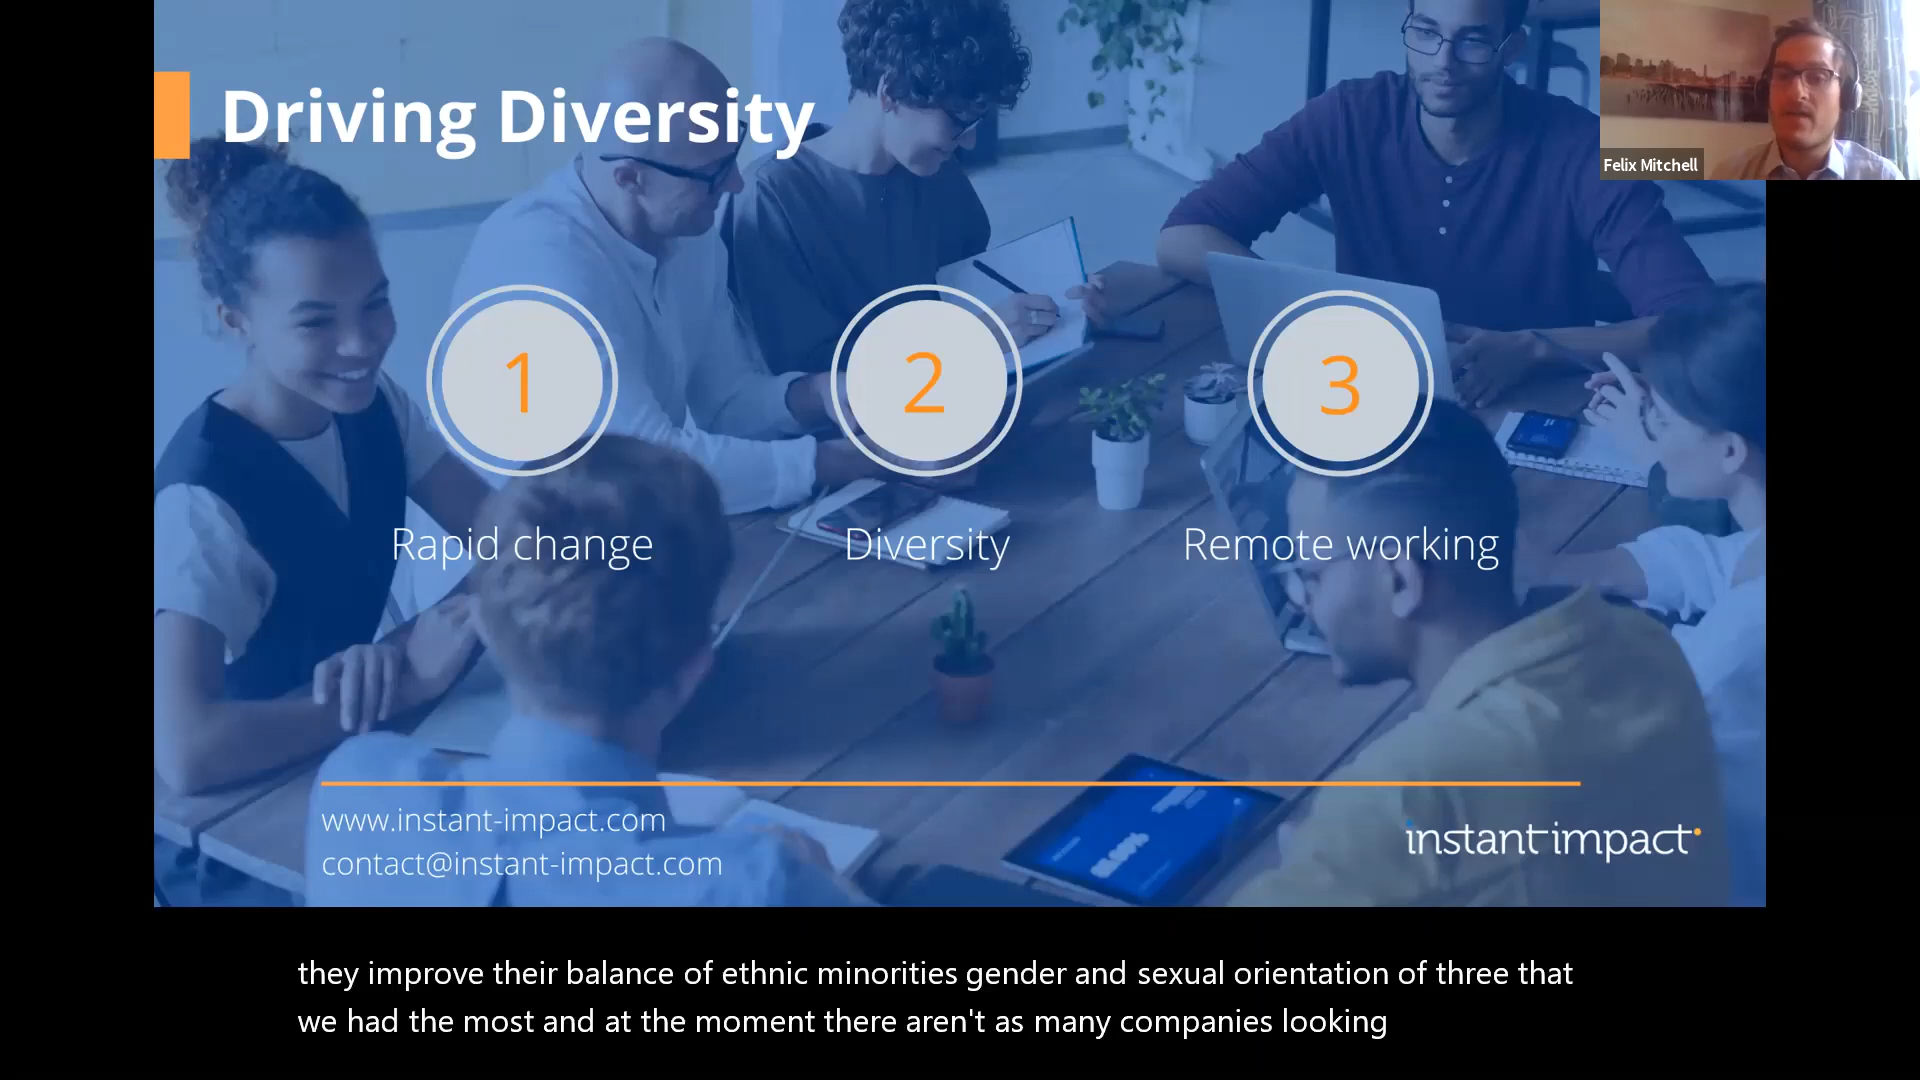 Driving Diversity
Felix Mitchell
1
2
3
Rapid change
Diversity
Remote working
www.instant-impact.com
contact@instant-impact.com
instant impact
they improve their balance of ethnic minorities gender and sexual orientation of three that
we had the most and at the moment there aren't as many companies looking